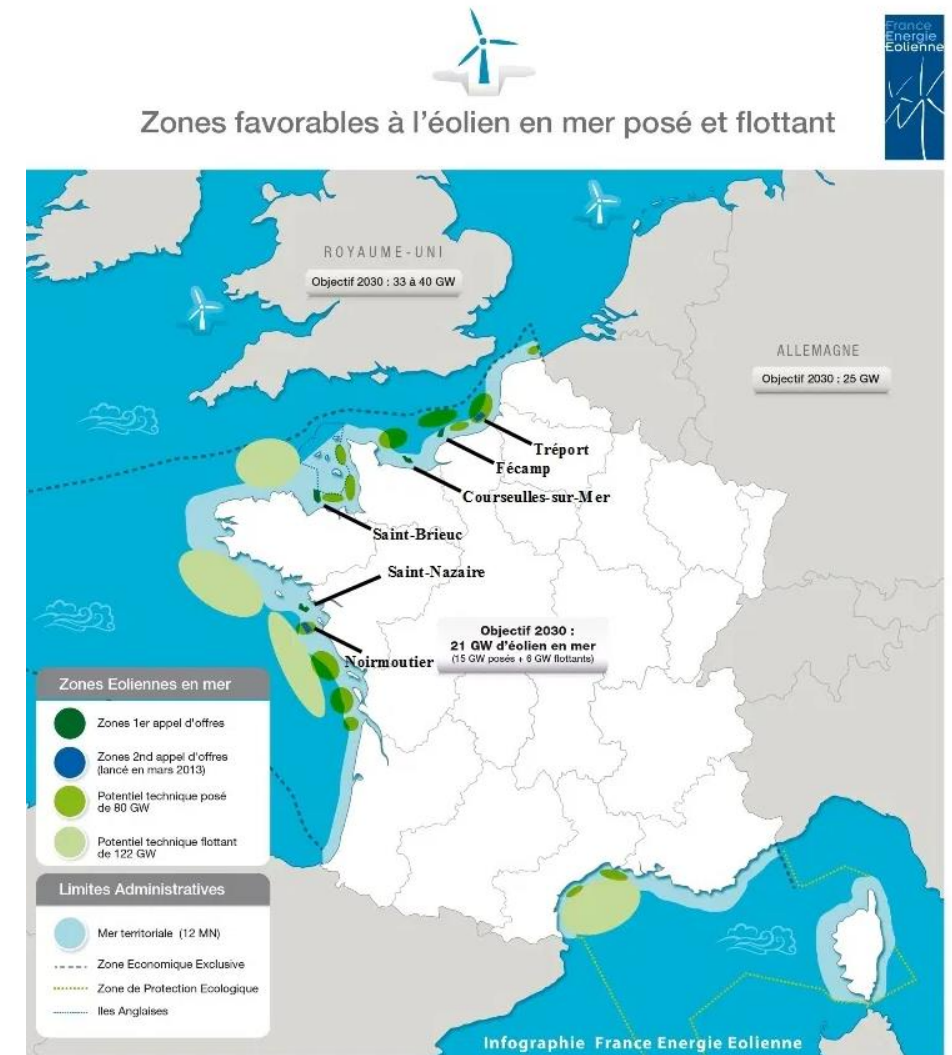 France
Energie
Eolienne
Zones favorables à l'éolien en mer posé et flottant
ROYAUME-UNI
Objectif 2030 : 33 à 40 GW
ALLEMAGNE
Objectif 2030 : 25 GW
Tréport
Fécamp
Courseulles-sur-Mer
Saint-Brieuc
Saint-Nazaire
Noirmoutier
Objectif 2030 :
21 GW d'éolien en mer
(15 GW posés + 6 GW flottants)
Zones Eoliennes en mer
Zones 1er appel d'offres
Zones 2nd appel d'offres
(lancé en mars 2013)
Potentiel technique posé
de 80 GW
Potentiel technique flottant
de 122 GW
Limites Administratives
Mer territoriale (12 MN)
Zone Economique Exclusive
Zone de Protection Ecologique
Iles Anglaises
Infographie France Energie Eolienne